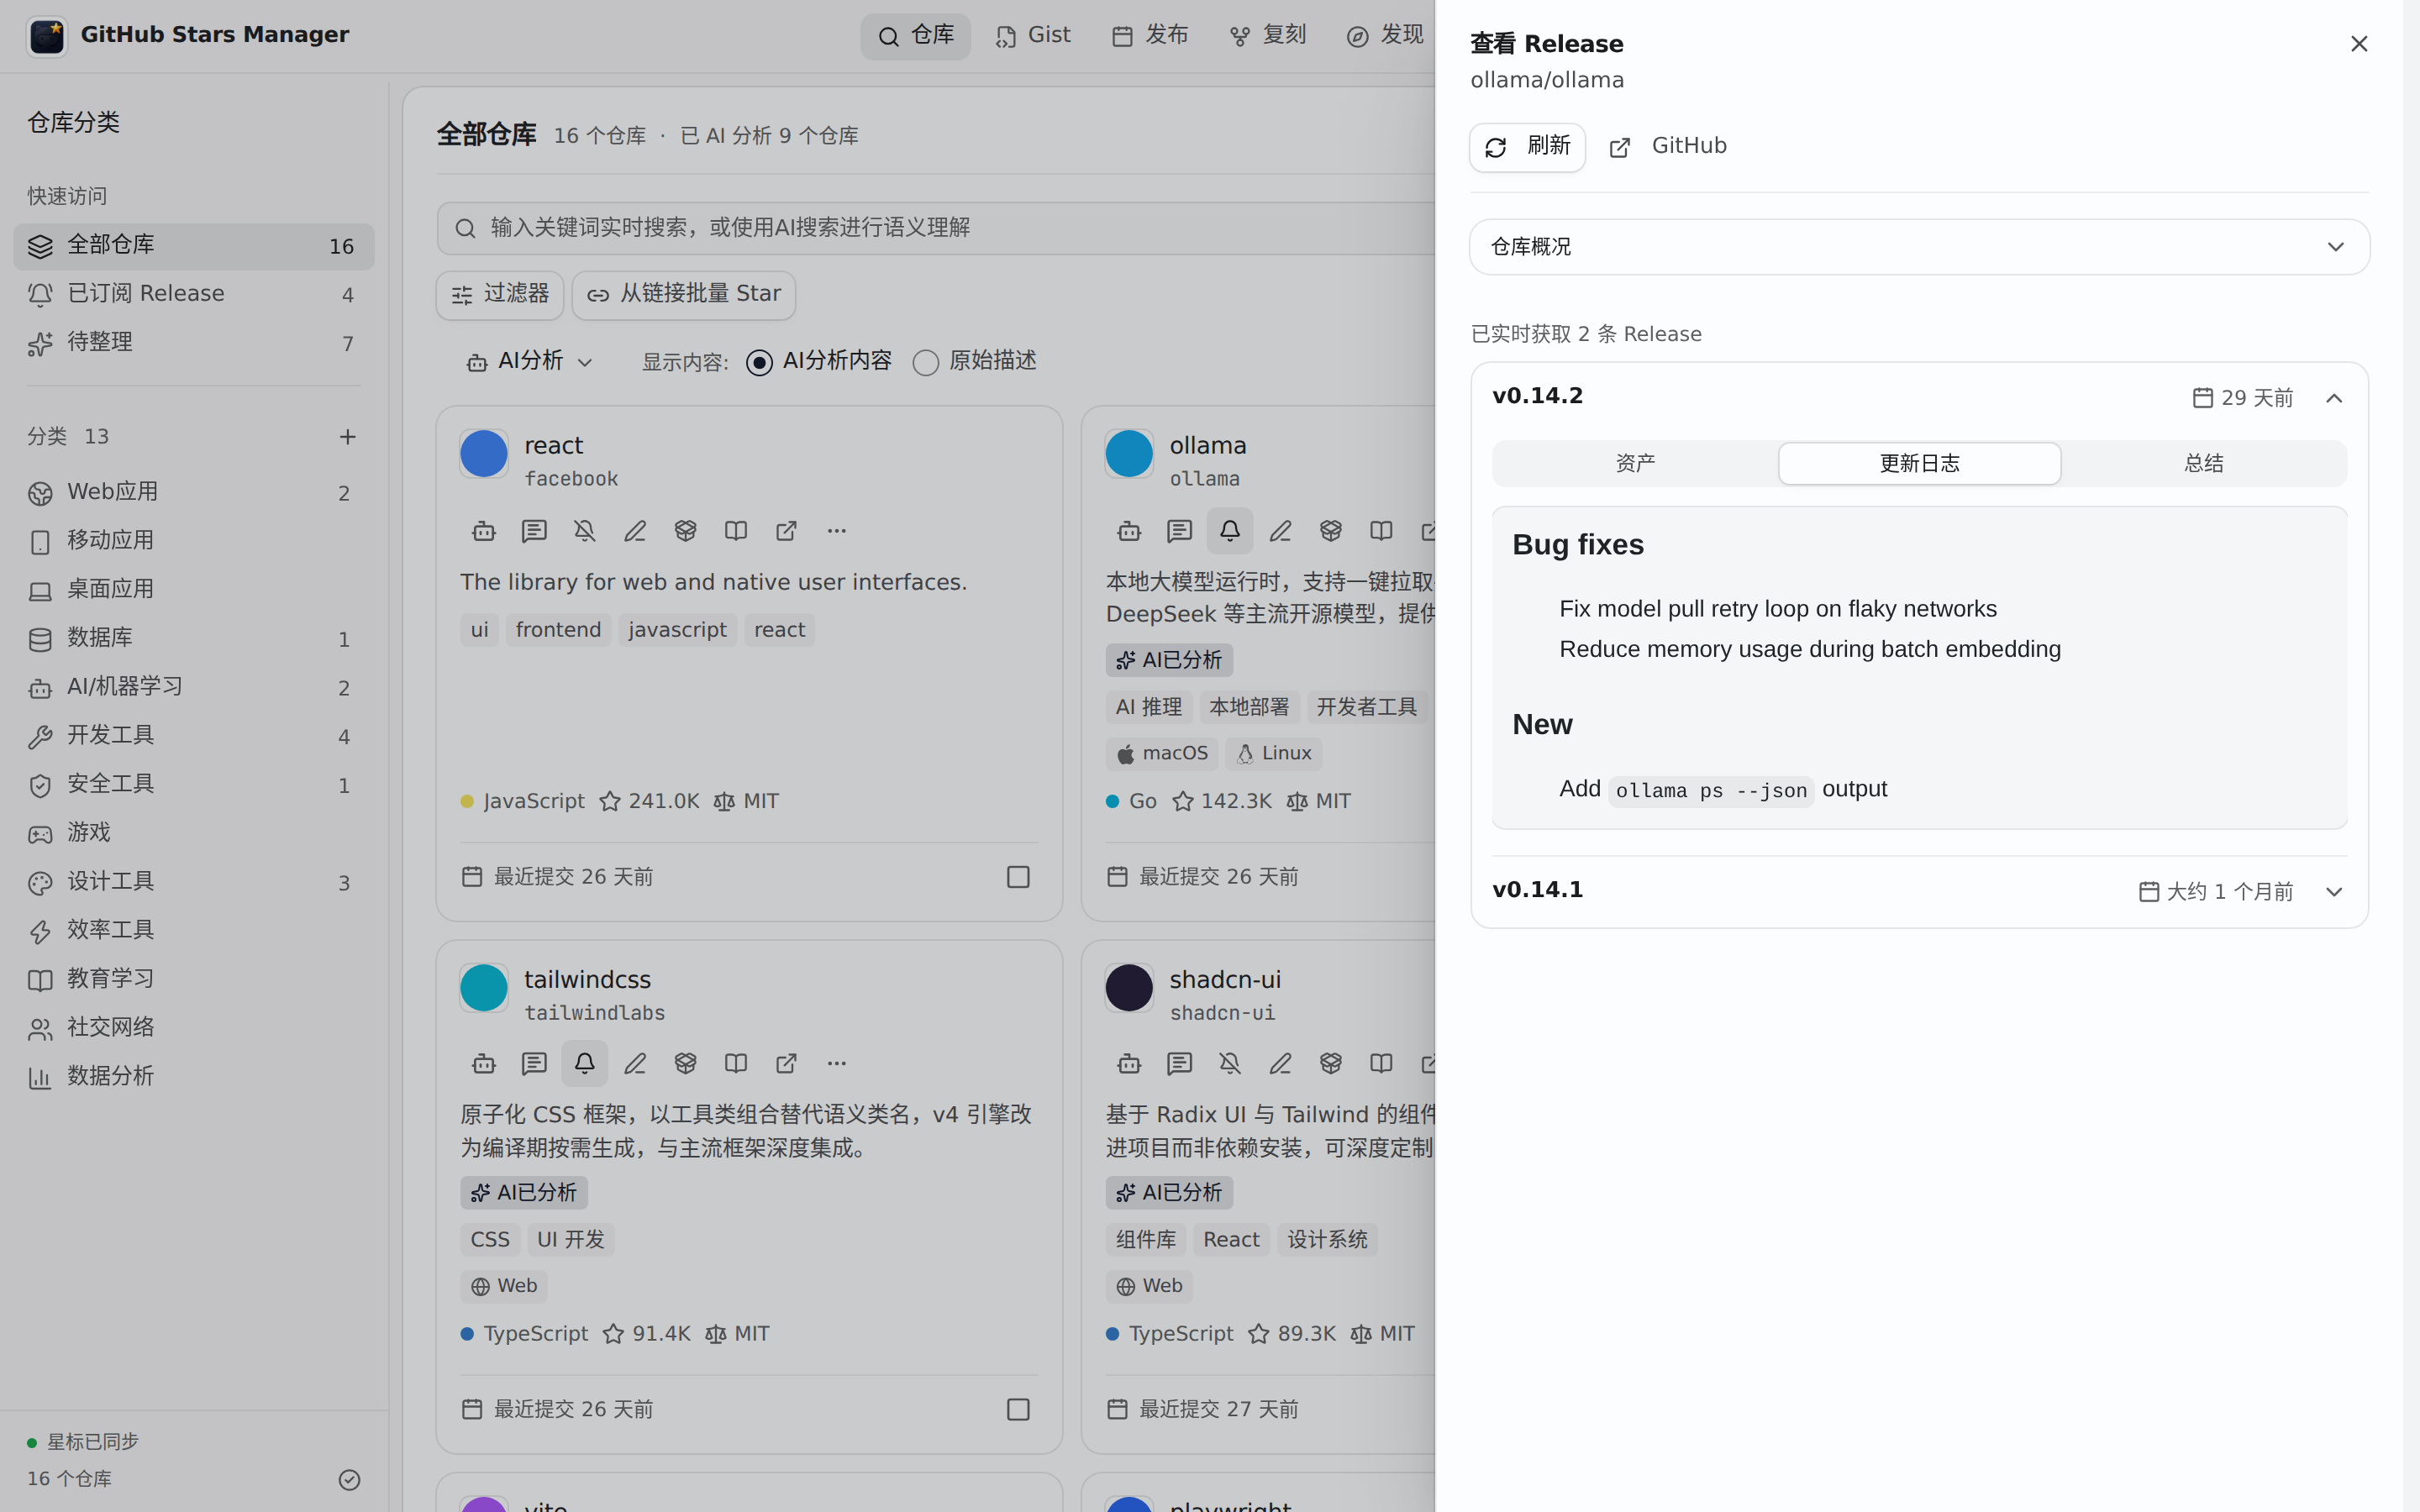 GitHub Stars Manager
仓库
Gist
发布
复刻
发现
仓库分类
快速访问
全部仓库 16
已订阅 Release 4
待整理 7
分类 13
Web应用 2
移动应用
桌面应用
数据库 1
AI/机器学习 2
开发工具 4
安全工具 1
游戏
设计工具 3
效率工具
教育学习
社交网络
数据分析
星标已同步
16 个仓库
全部仓库 16 个仓库 · 已 AI 分析 9 个仓库
输入关键词实时搜索，或使用AI搜索进行语义理解
过滤器
从链接批量 Star
AI分析
显示内容:
AI分析内容
原始描述
react
facebook
The library for web and native user interfaces.
ui frontend javascript react
JavaScript 241.0K MIT
最近提交 26 天前
ollama
ollama
本地大模型运行时，支持一键拉取
DeepSeek 等主流开源模型，提供
AI已分析
AI 推理 本地部署 开发者工具
macOS Linux
Go 142.3K MIT
最近提交 26 天前
tailwindcss
tailwindlabs
原子化 CSS 框架，以工具类组合替代语义类名，v4 引擎改
为编译期按需生成，与主流框架深度集成。
AI已分析
CSS UI 开发
Web
TypeScript 91.4K MIT
最近提交 26 天前
shadcn-ui
shadcn-ui
基于 Radix UI 与 Tailwind 的组件
进项目而非依赖安装，可深度定制
AI已分析
组件库 React 设计系统
Web
TypeScript 89.3K MIT
最近提交 27 天前
vite
playwright
查看 Release
ollama/ollama
刷新
GitHub
仓库概况
已实时获取 2 条 Release
v0.14.2 29 天前
资产 更新日志 总结
Bug fixes
Fix model pull retry loop on flaky networks
Reduce memory usage during batch embedding
New
Add ollama ps --json output
v0.14.1 大约 1 个月前